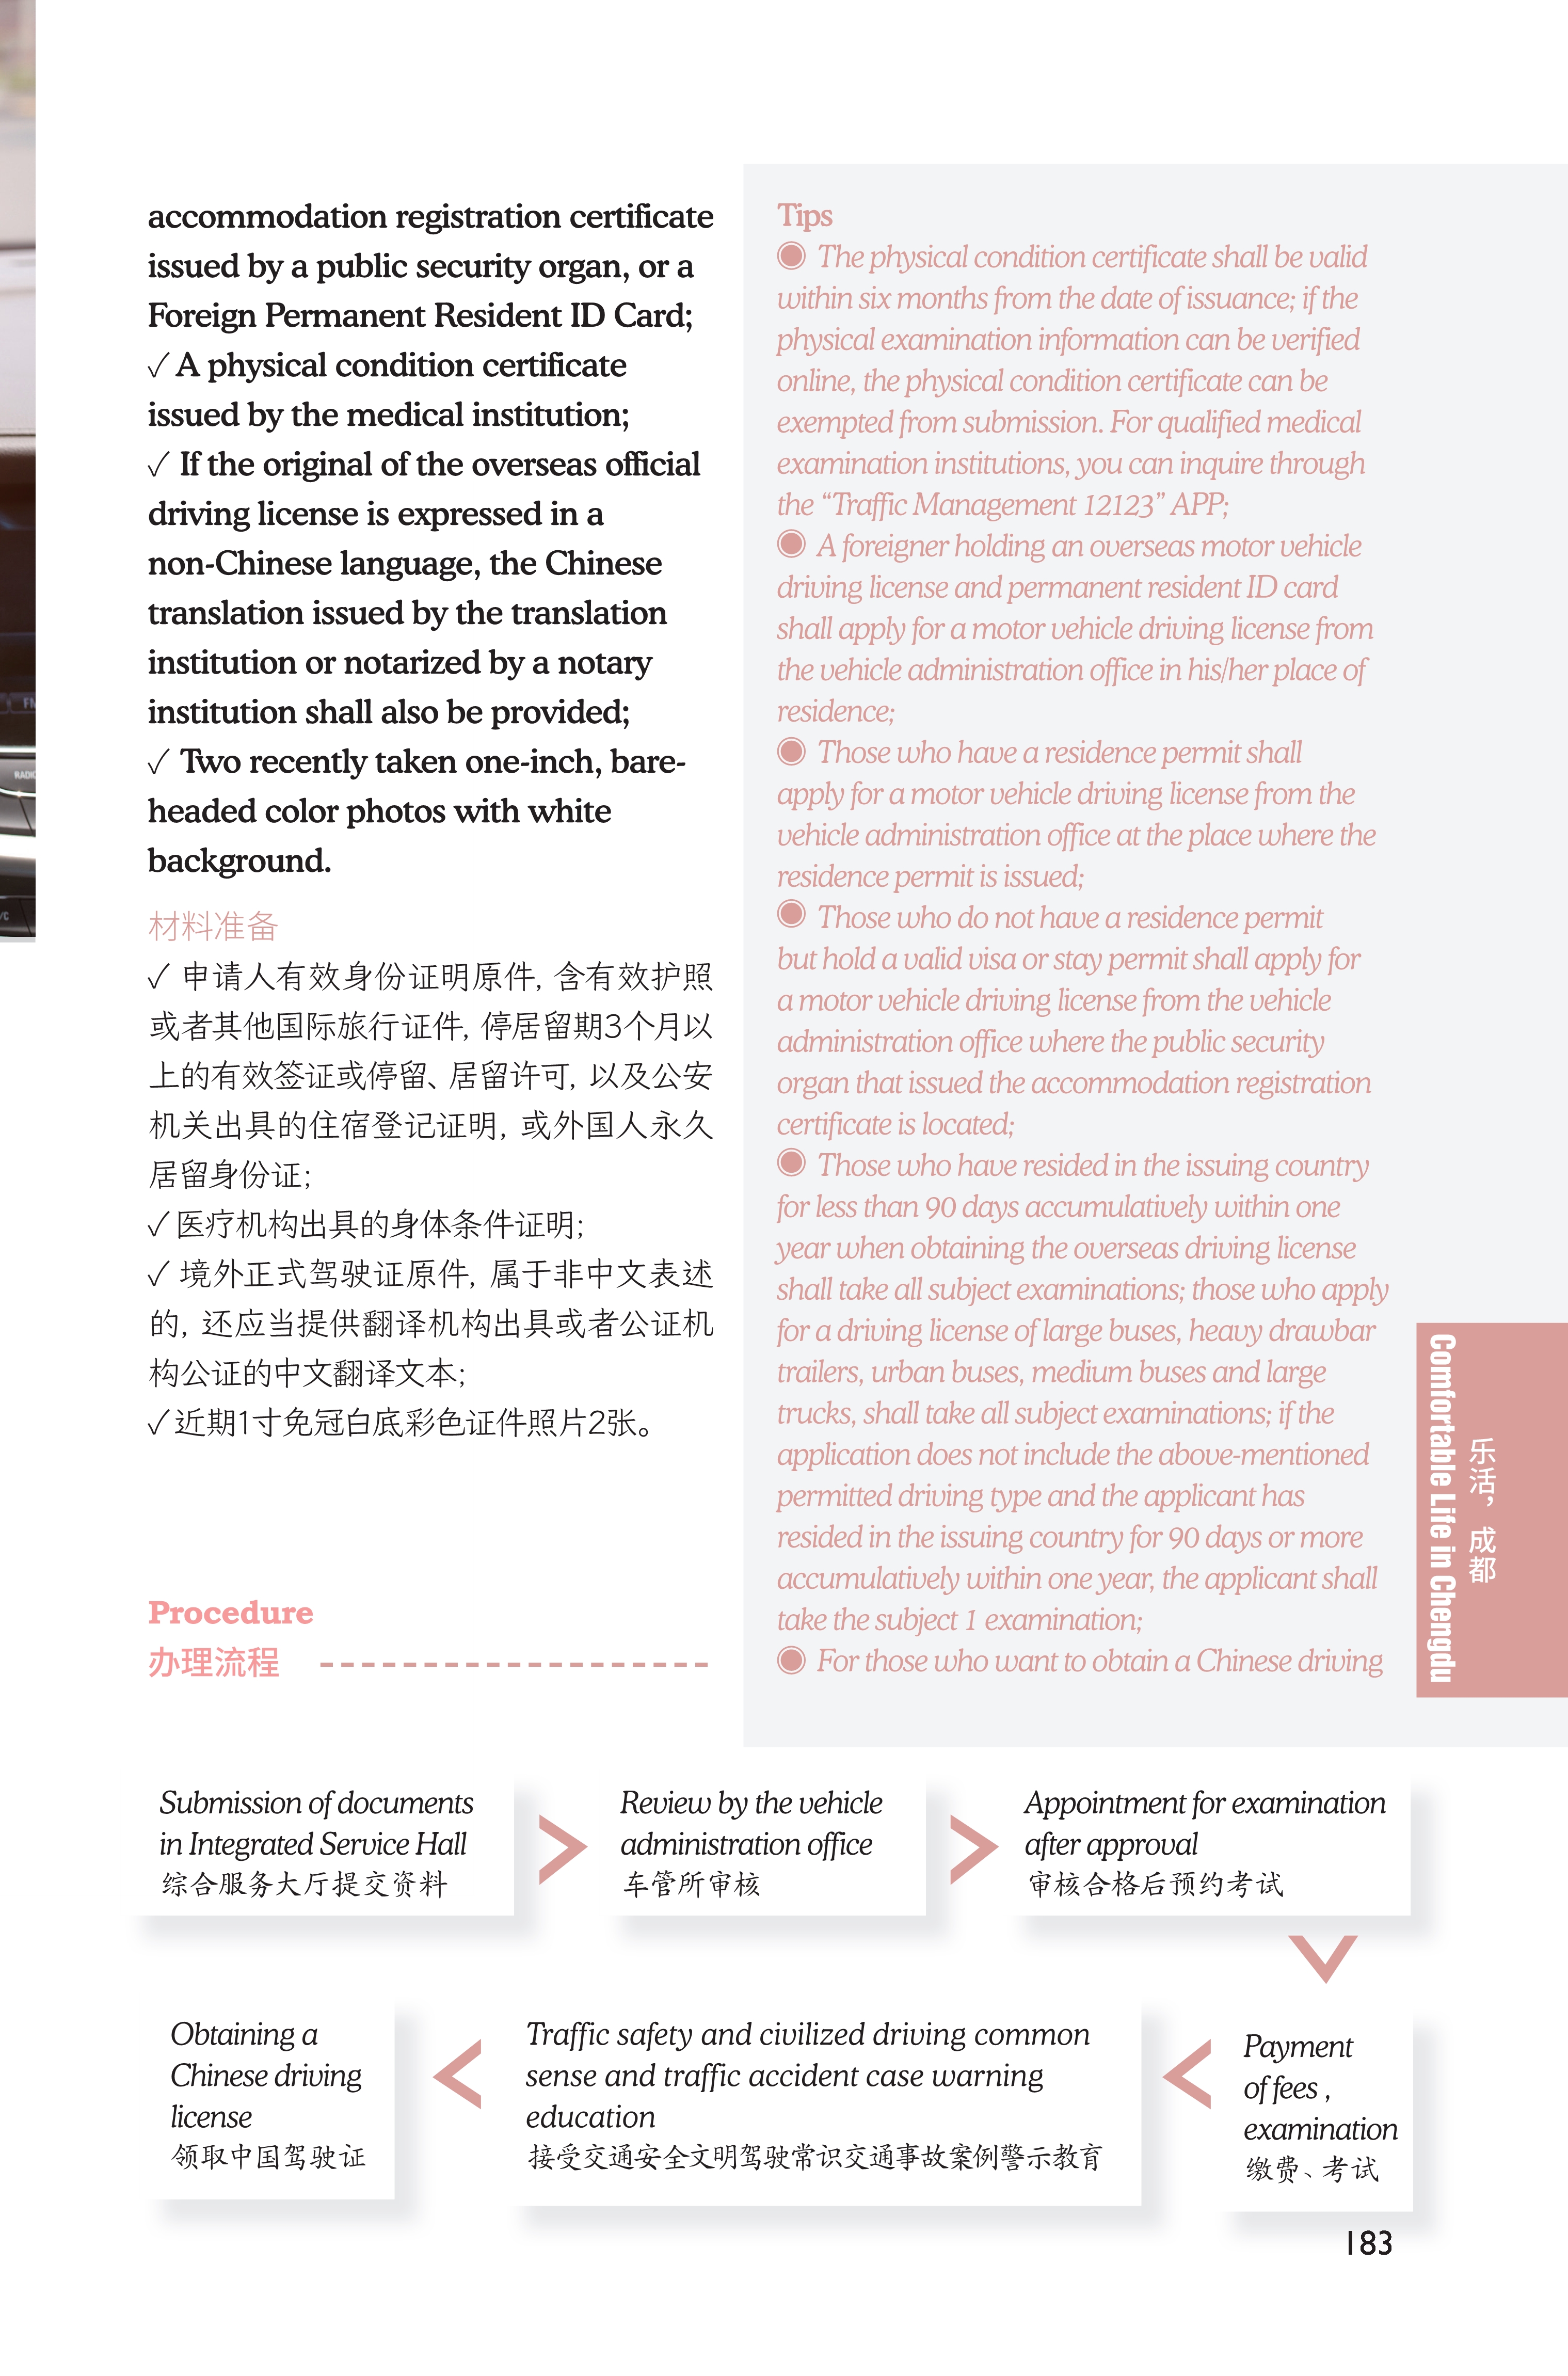 accommodation registration certificate
issued by a public security organ, or a
Foreign Permanent Resident ID Card;
✓ A physical condition certificate
issued by the medical institution;
✓ If the original of the overseas official
driving license is expressed in a
non-Chinese language, the Chinese
translation issued by the translation
institution or notarized by a notary
institution shall also be provided;
✓ Two recently taken one-inch, bare-
headed color photos with white
background.
材料准备
✓ 申请人有效身份证明原件, 含有效护照
或者其他国际旅行证件, 停居留期3个月以
上的有效签证或停留、居留许可, 以及公安
机关出具的住宿登记证明, 或外国人永久
居留身份证;
✓ 医疗机构出具的身体条件证明;
✓ 境外正式驾驶证原件, 属于非中文表述
的, 还应当提供翻译机构出具或者公证机
构公证的中文翻译文本;
✓ 近期1寸免冠白底彩色证件照片2张。
Tips
◉ The physical condition certificate shall be valid
within six months from the date of issuance; if the
physical examination information can be verified
online, the physical condition certificate can be
exempted from submission. For qualified medical
examination institutions, you can inquire through
the “Traffic Management 12123” APP;
◉ A foreigner holding an overseas motor vehicle
driving license and permanent resident ID card
shall apply for a motor vehicle driving license from
the vehicle administration office in his/her place of
residence;
◉ Those who have a residence permit shall
apply for a motor vehicle driving license from the
vehicle administration office at the place where the
residence permit is issued;
◉ Those who do not have a residence permit
but hold a valid visa or stay permit shall apply for
a motor vehicle driving license from the vehicle
administration office where the public security
organ that issued the accommodation registration
certificate is located;
◉ Those who have resided in the issuing country
for less than 90 days accumulatively within one
year when obtaining the overseas driving license
shall take all subject examinations; those who apply
for a driving license of large buses, heavy drawbar
trailers, urban buses, medium buses and large
trucks, shall take all subject examinations; if the
application does not include the above-mentioned
permitted driving type and the applicant has
resided in the issuing country for 90 days or more
accumulatively within one year, the applicant shall
take the subject 1 examination;
◉ For those who want to obtain a Chinese driving
乐活，成都
Comfortable Life in Chengdu
Procedure
办理流程
Submission of documents
in Integrated Service Hall
综合服务大厅提交资料
Review by the vehicle
administration office
车管所审核
Appointment for examination
after approval
审核合格后预约考试
Payment
of fees ,
examination
缴费、考试
Traffic safety and civilized driving common
sense and traffic accident case warning
education
接受交通安全文明驾驶常识交通事故案例警示教育
Obtaining a
Chinese driving
license
领取中国驾驶证
183